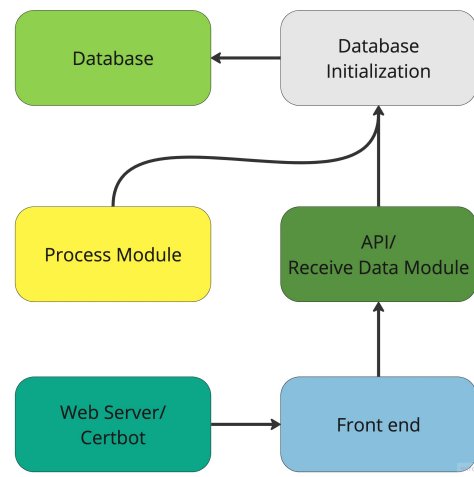 Database
Database
Initialization
Process Module
API/
Receive Data Module
Web Server/
Certbot
Front end